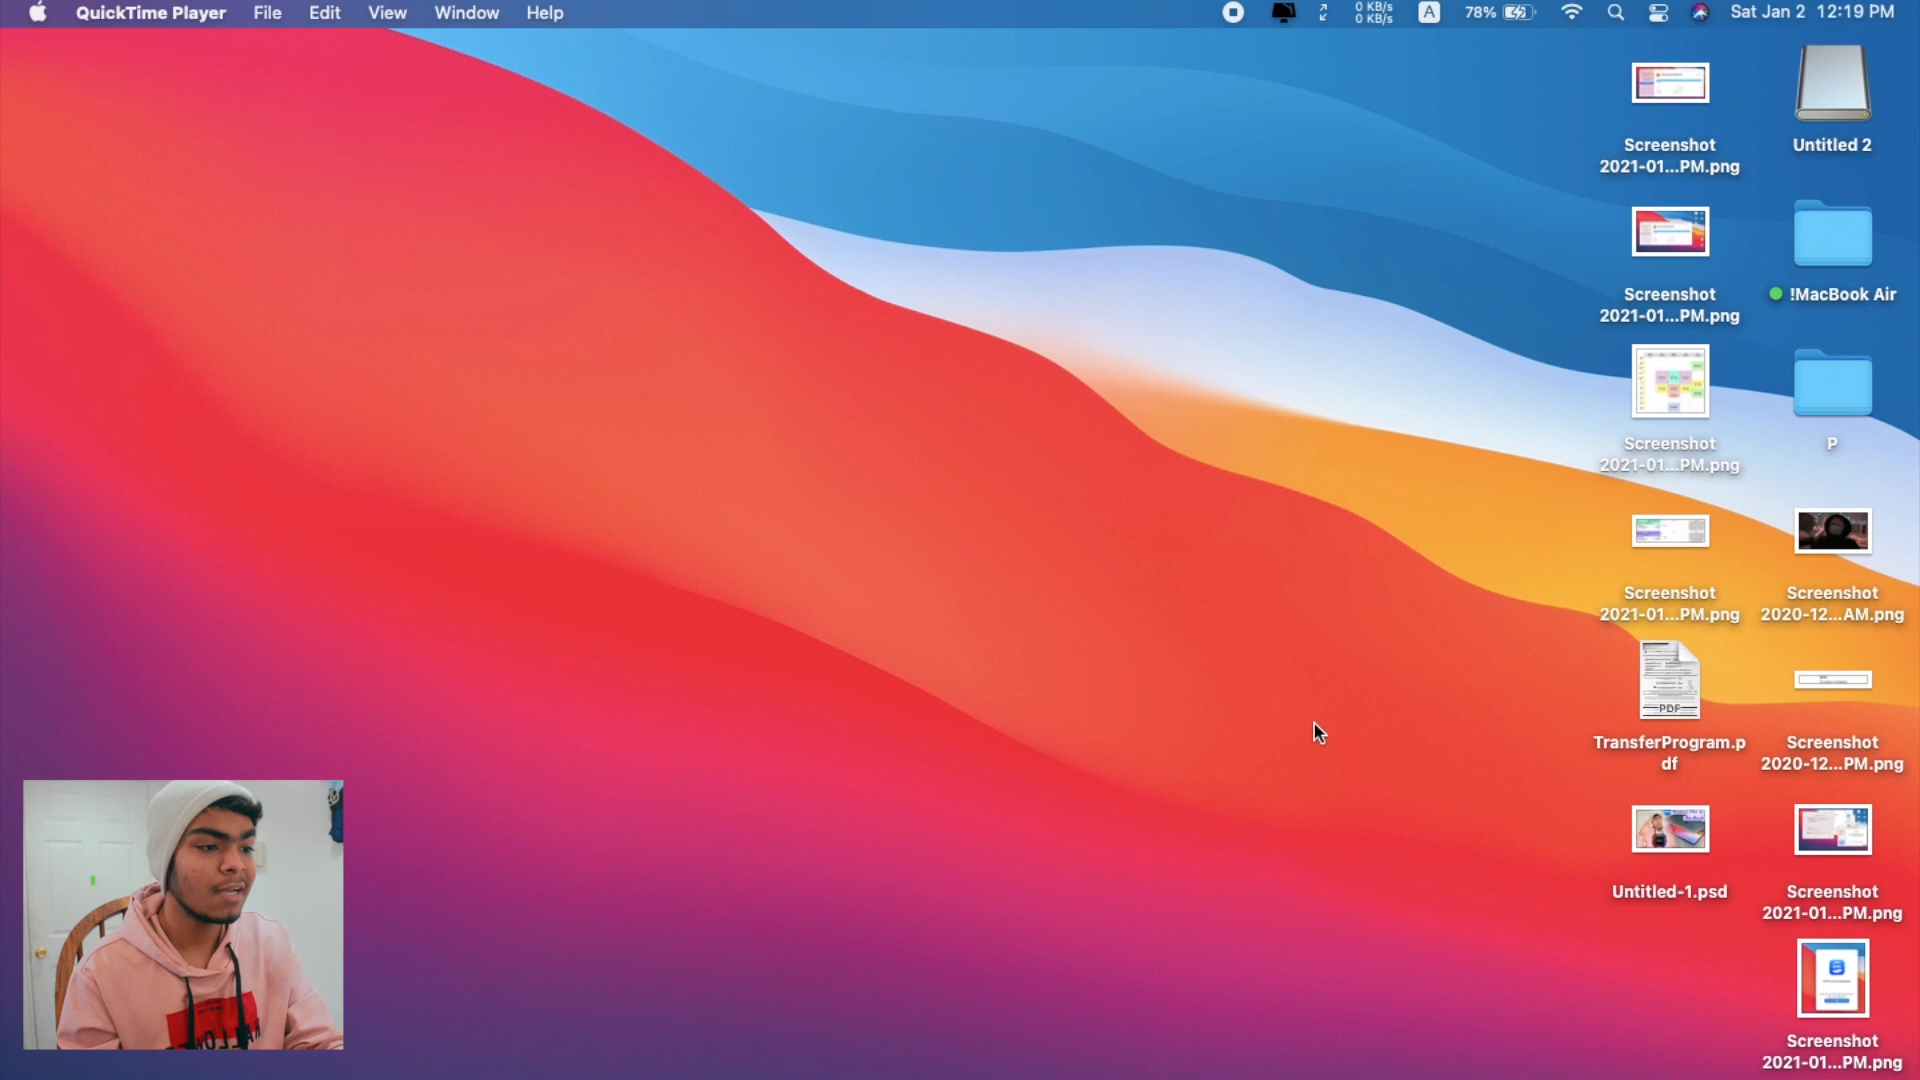 QuickTime Player File Edit View Window Help
0 KB/s
0 KB/s
A 78% Sat Jan 2 12:19 PM
Screenshot
2021-01...PM.png
Untitled 2
Screenshot
2021-01...PM.png
!MacBook Air
Screenshot
2021-01...PM.png
P
Screenshot
2021-01...PM.png
Screenshot
2020-12...AM.png
PDF
TransferProgram.p
df
Screenshot
2020-12...PM.png
Untitled-1.psd
Screenshot
2021-01...PM.png
Screenshot
2021-01...PM.png